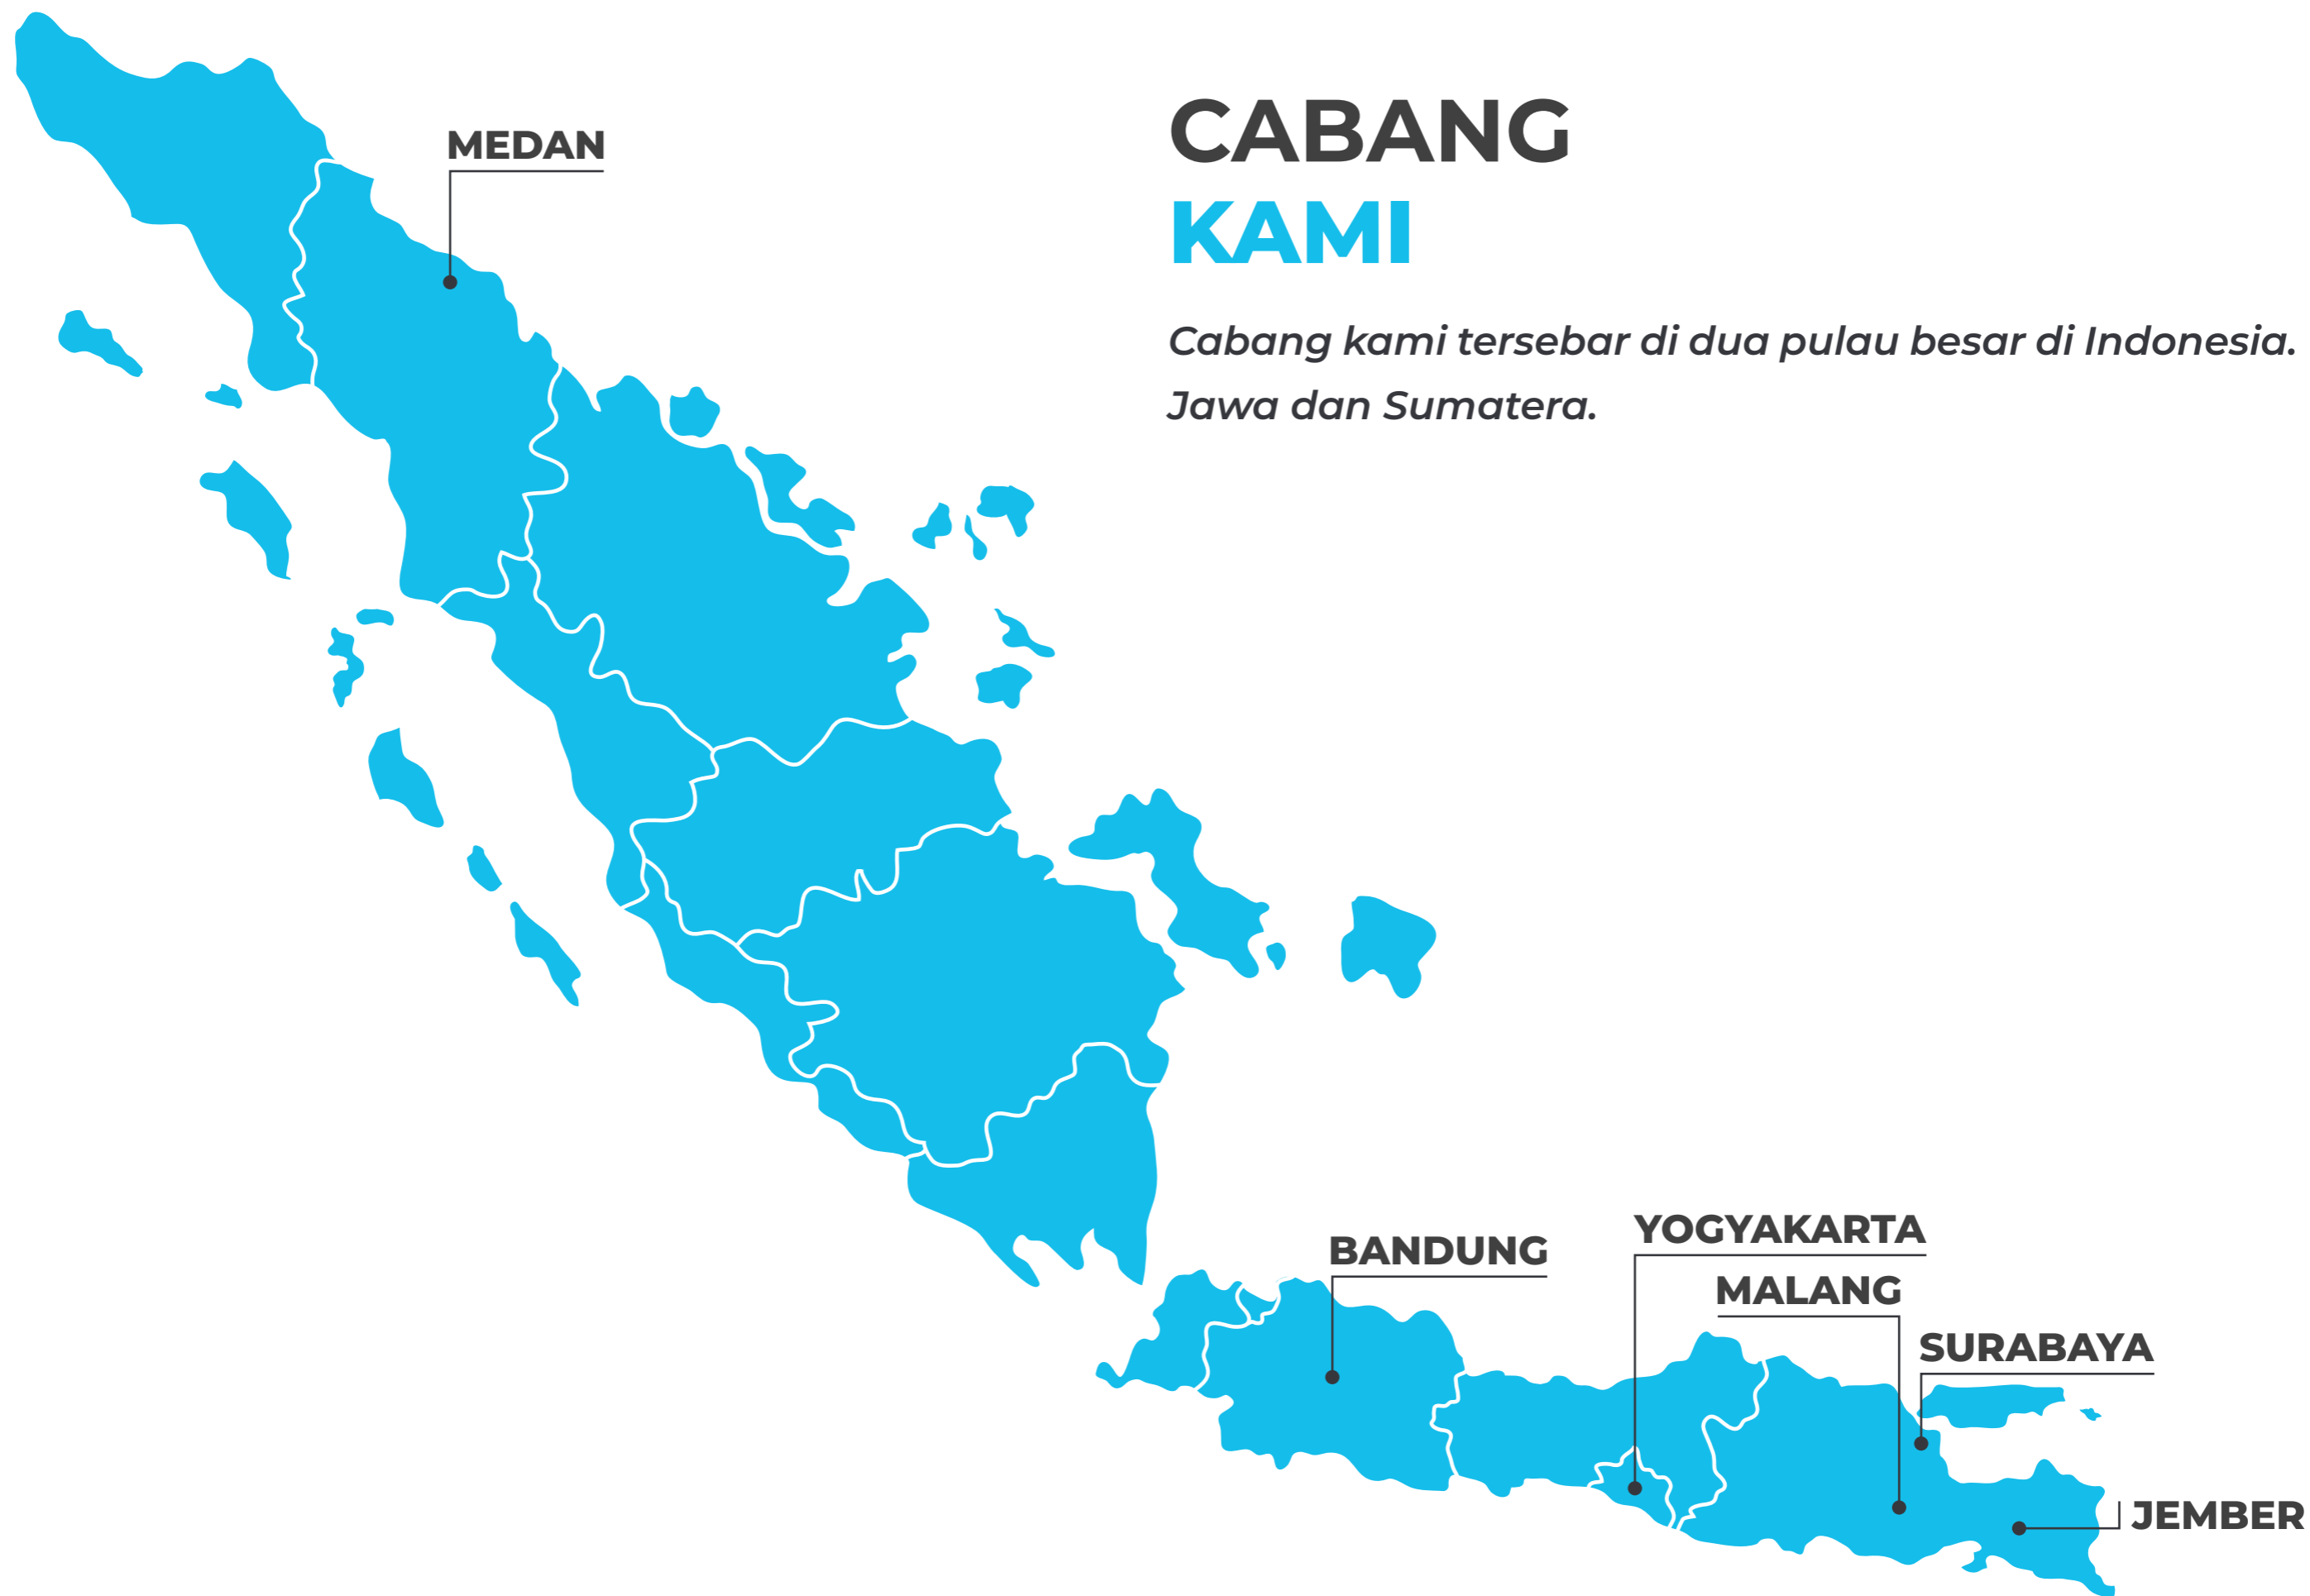 CABANG
KAMI
Cabang kami tersebar di dua pulau besar di Indonesia.
Jawa dan Sumatera.
MEDAN
BANDUNG
YOGYAKARTA
MALANG
SURABAYA
JEMBER